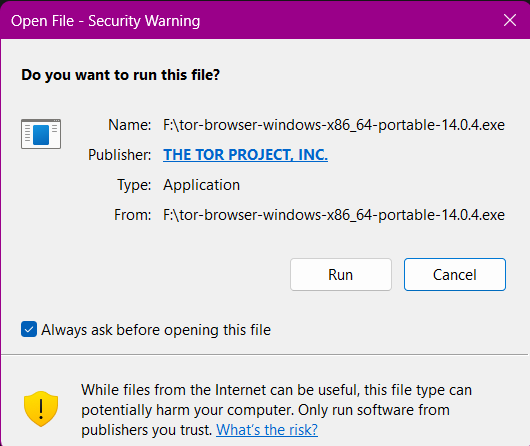 Open File - Security Warning
Do you want to run this file?
Name: F:\tor-browser-windows-x86_64-portable-14.0.4.exe
Publisher: THE TOR PROJECT, INC.
Type: Application
From: F:\tor-browser-windows-x86_64-portable-14.0.4.exe
Run Cancel
Always ask before opening this file
While files from the Internet can be useful, this file type can
potentially harm your computer. Only run software from
publishers you trust. What's the risk?